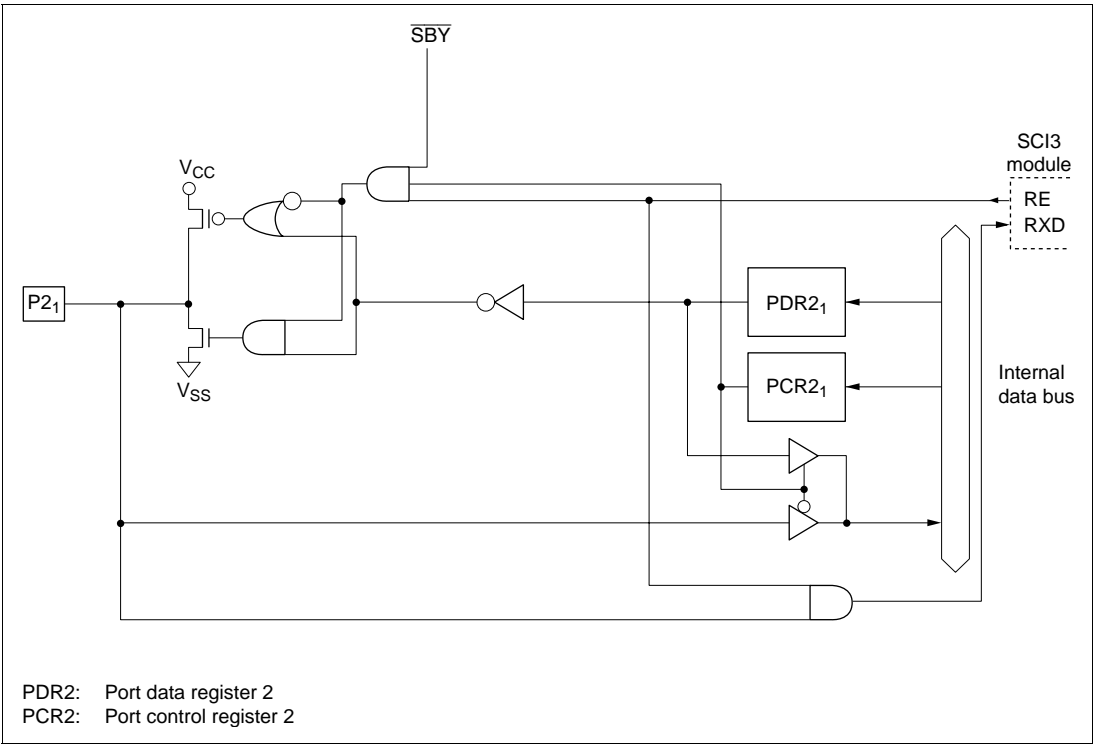 SBY
SCI3
module
VCC
RE
RXD
P21
PDR21
PCR21
Internal
data bus
VSS
PDR2: Port data register 2
PCR2: Port control register 2